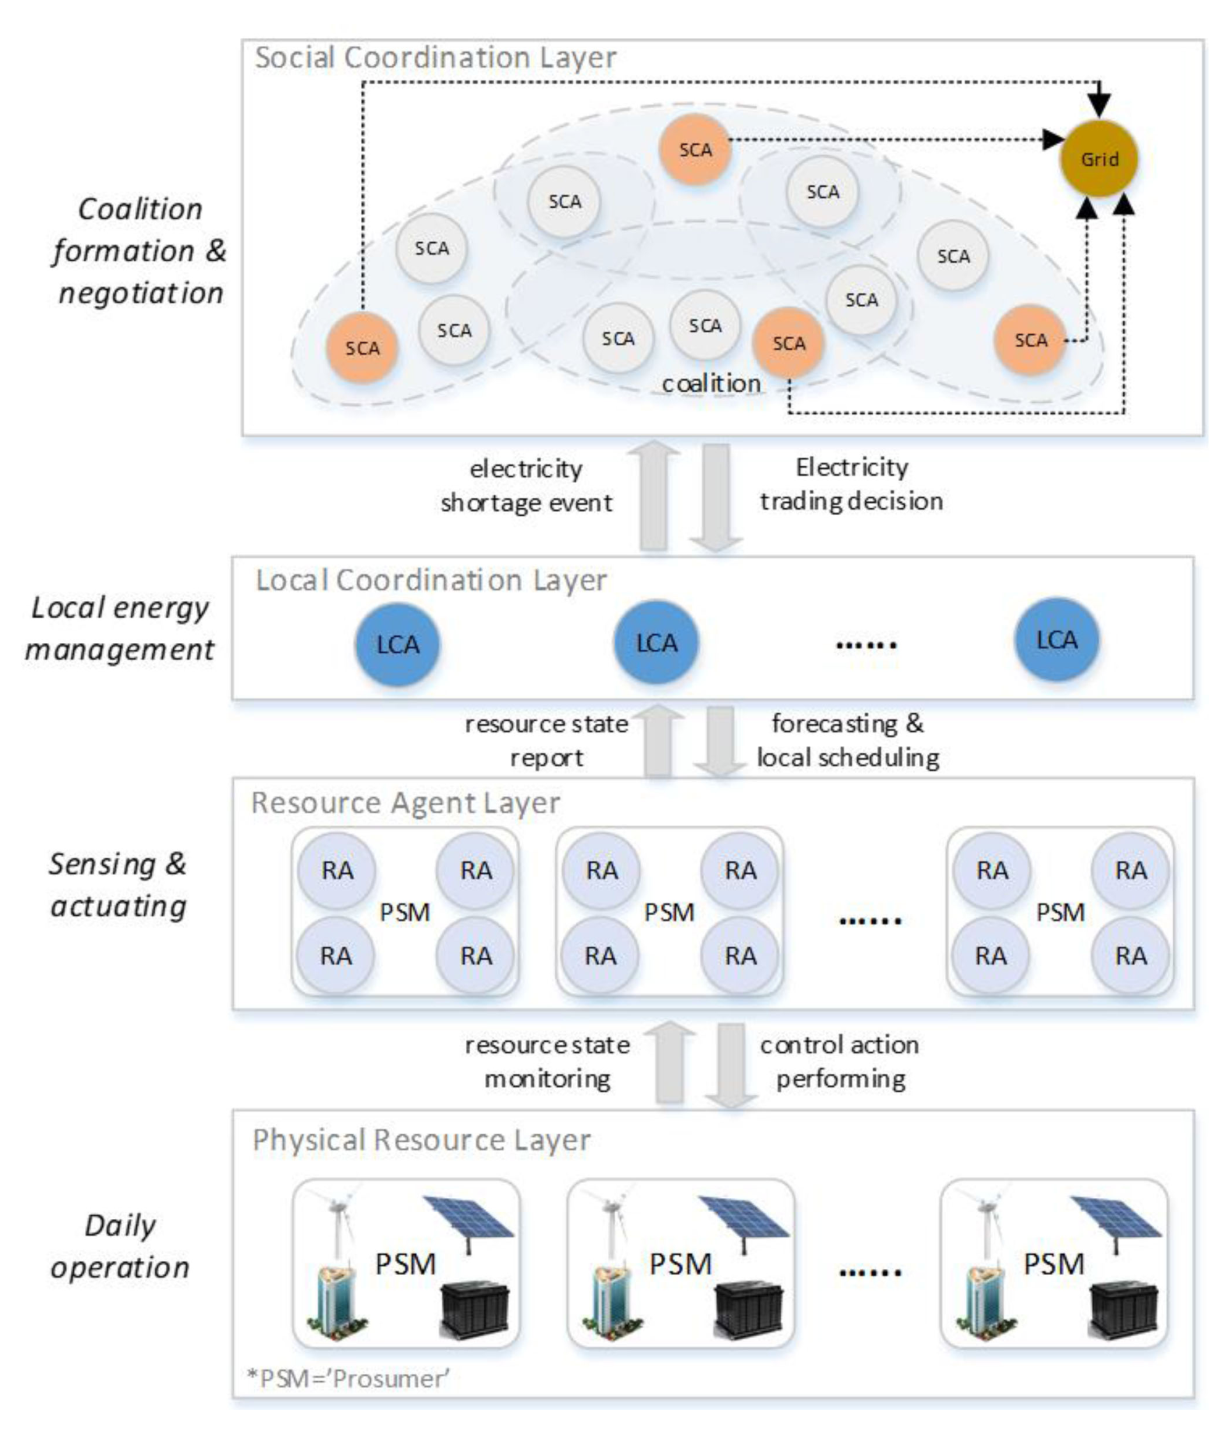 Social Coordination Layer
SCA
Grid
SCA
SCA
SCA
SCA
SCA
SCA
SCA
SCA
SCA
SCA
SCA
SCA
coalition
Coalition
formation &
negotiation
electricity
shortage event
Electricity
trading decision
Local Coordination Layer
Local energy
management
LCA
LCA
......
LCA
resource state
report
forecasting &
local scheduling
Resource Agent Layer
Sensing &
actuating
RA
RA
PSM
RA
RA
RA
RA
PSM
RA
RA
......
RA
RA
PSM
RA
RA
resource state
monitoring
control action
performing
Physical Resource Layer
Daily
operation
PSM
PSM
......
PSM
*PSM='Prosumer'